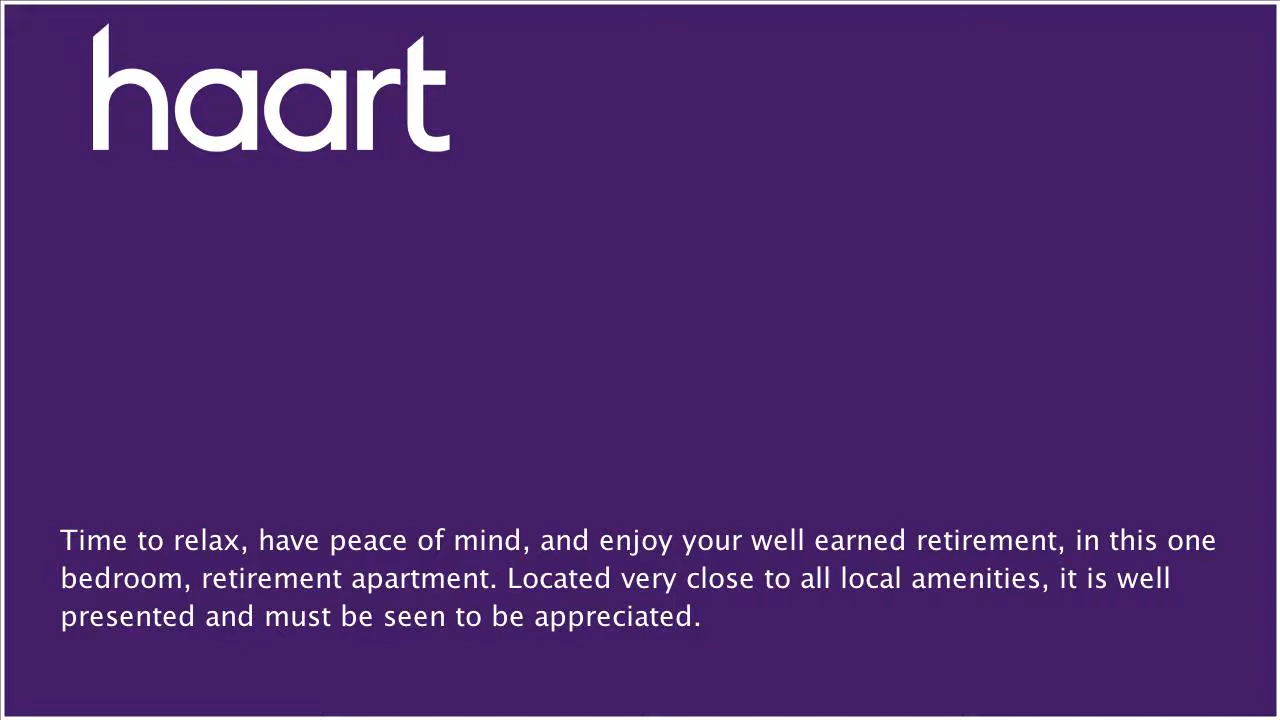 haart
Time to relax, have peace of mind, and enjoy your well earned retirement, in this one
bedroom, retirement apartment. Located very close to all local amenities, it is well
presented and must be seen to be appreciated.